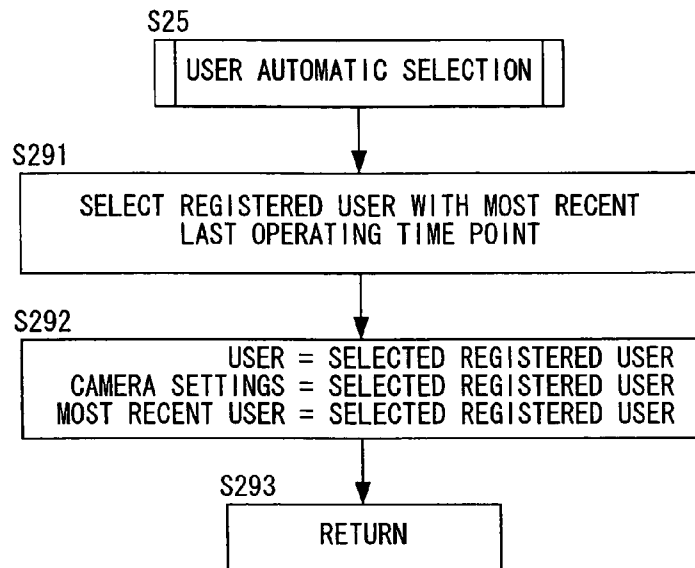 S25
USER AUTOMATIC SELECTION
S291
SELECT REGISTERED USER WITH MOST RECENT
LAST OPERATING TIME POINT
S292
USER = SELECTED REGISTERED USER
CAMERA SETTINGS = SELECTED REGISTERED USER
MOST RECENT USER = SELECTED REGISTERED USER
S293
RETURN